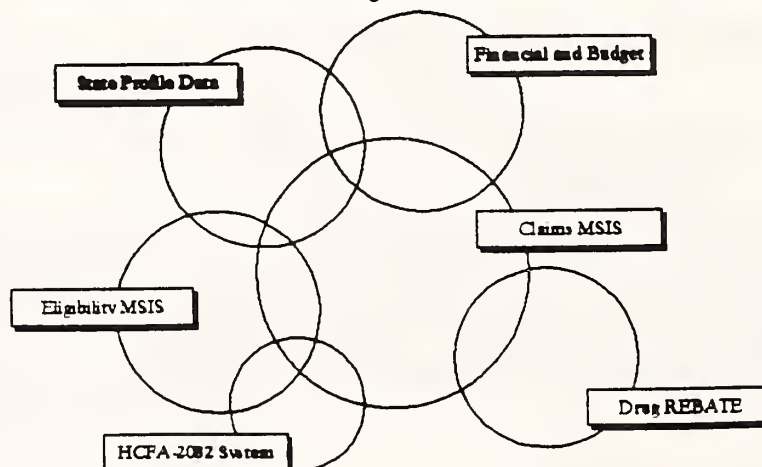 Financial and Budget
State Profile Data
Claims MSIS
Eligibility MSIS
Drug REBATE
HCFA-2082 System